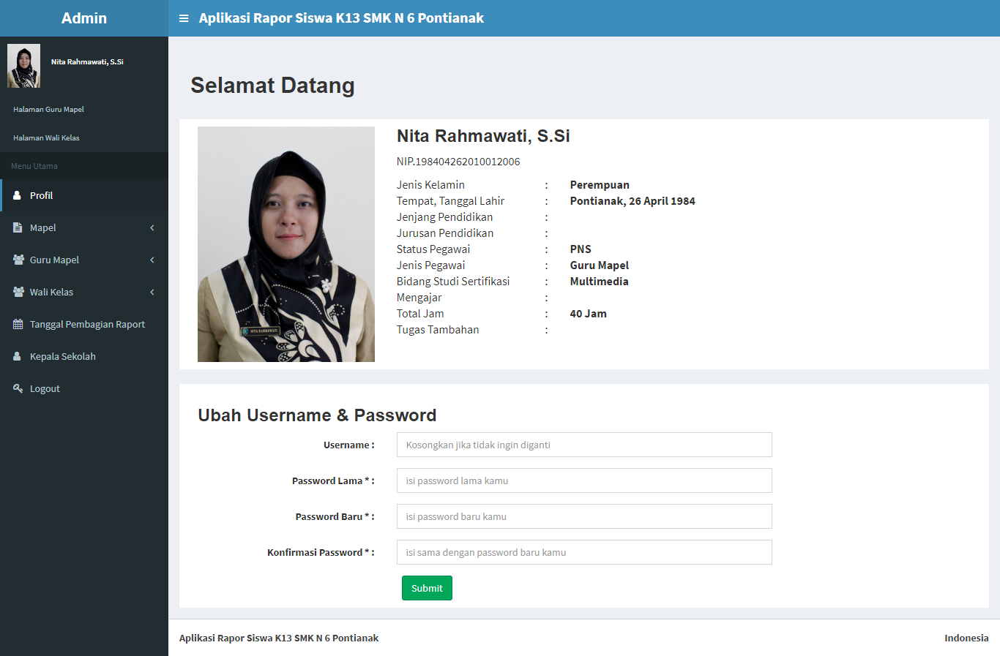 Admin
Aplikasi Rapor Siswa K13 SMK N 6 Pontianak
Nita Rahmawati, S.Si
Halaman Guru Mapel
Halaman Wali Kelas
Menu Utama
Profil
Mapel
Guru Mapel
Wali Kelas
Tanggal Pembagian Raport
Kepala Sekolah
Logout
Selamat Datang
NITA RAHMAWATI
Nita Rahmawati, S.Si
NIP.198404262010012006
Jenis Kelamin : Perempuan
Tempat, Tanggal Lahir : Pontianak, 26 April 1984
Jenjang Pendidikan :
Jurusan Pendidikan :
Status Pegawai : PNS
Jenis Pegawai : Guru Mapel
Bidang Studi Sertifikasi : Multimedia
Mengajar :
Total Jam : 40 Jam
Tugas Tambahan :
Ubah Username & Password
Username : Kosongkan jika tidak ingin diganti
Password Lama * : isi password lama kamu
Password Baru * : isi password baru kamu
Konfirmasi Password * : isi sama dengan password baru kamu
Submit
Aplikasi Rapor Siswa K13 SMK N 6 Pontianak
Indonesia